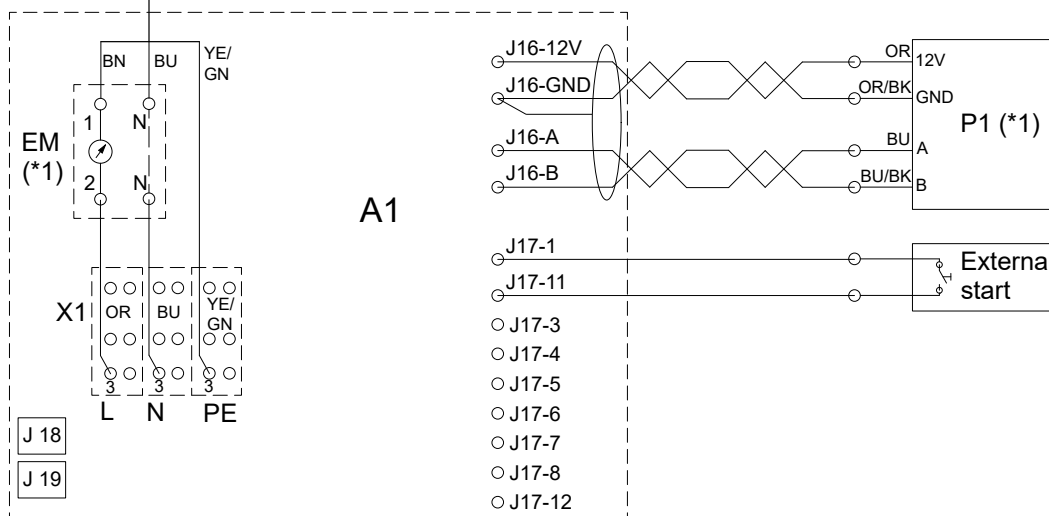 BN
BU
YE/
GN
1
N
EM
(*1)
2
N
X1
OR
BU
YE/
GN
3
3
3
L
N
PE
J 18
J 19
A1
J16-12V
J16-GND
J16-A
J16-B
J17-1
J17-11
J17-3
J17-4
J17-5
J17-6
J17-7
J17-8
J17-12
OR
12V
OR/BK
GND
P1 (*1)
BU
A
BU/BK
B
Externa
start